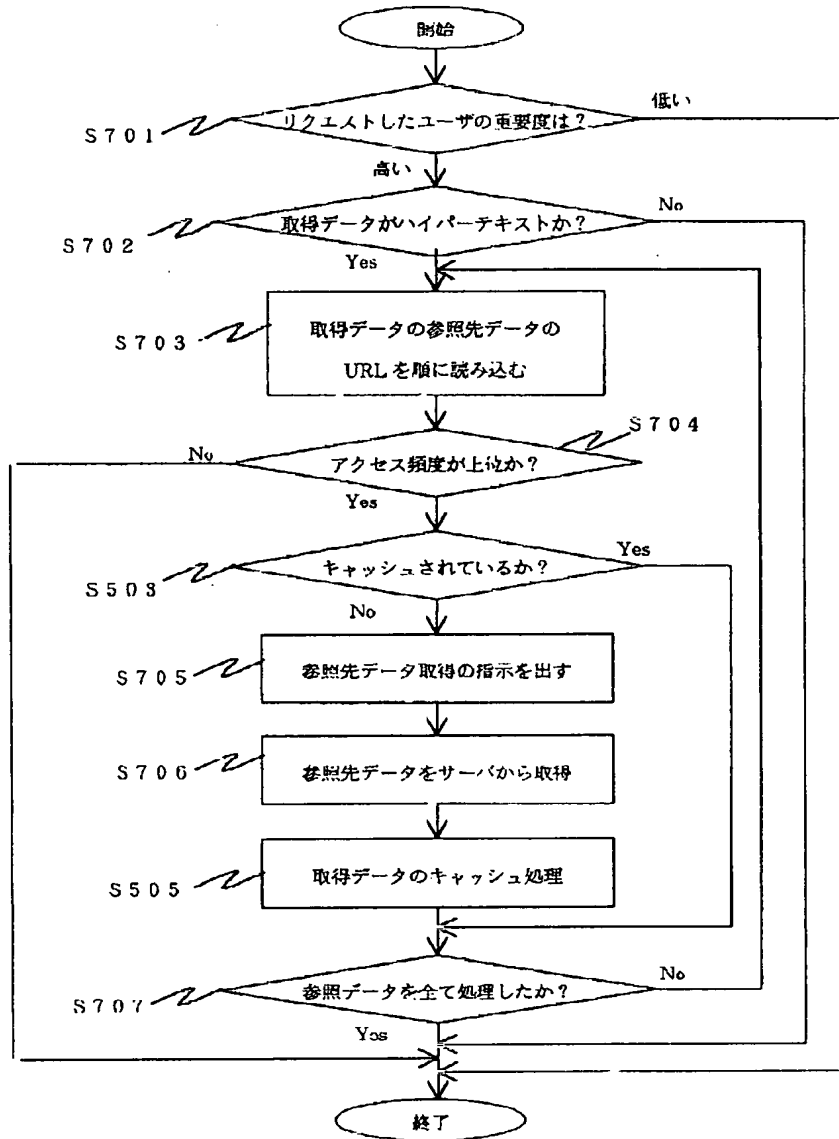 開始
リクエストしたユーザの重要度は？
低い
S701
高い
取得データがハイパーテキストか？
No
S702
Yes
取得データの参照先データの
URLを順に読み込む
S703
S704
アクセス頻度が上位か？
No
Yes
キャッシュされているか？
Yes
S503
No
参照先データ取得の指示を出す
S705
参照先データをサーバから取得
S706
取得データのキャッシュ処理
S505
参照データを全て処理したか？
No
S707
Yes
終了